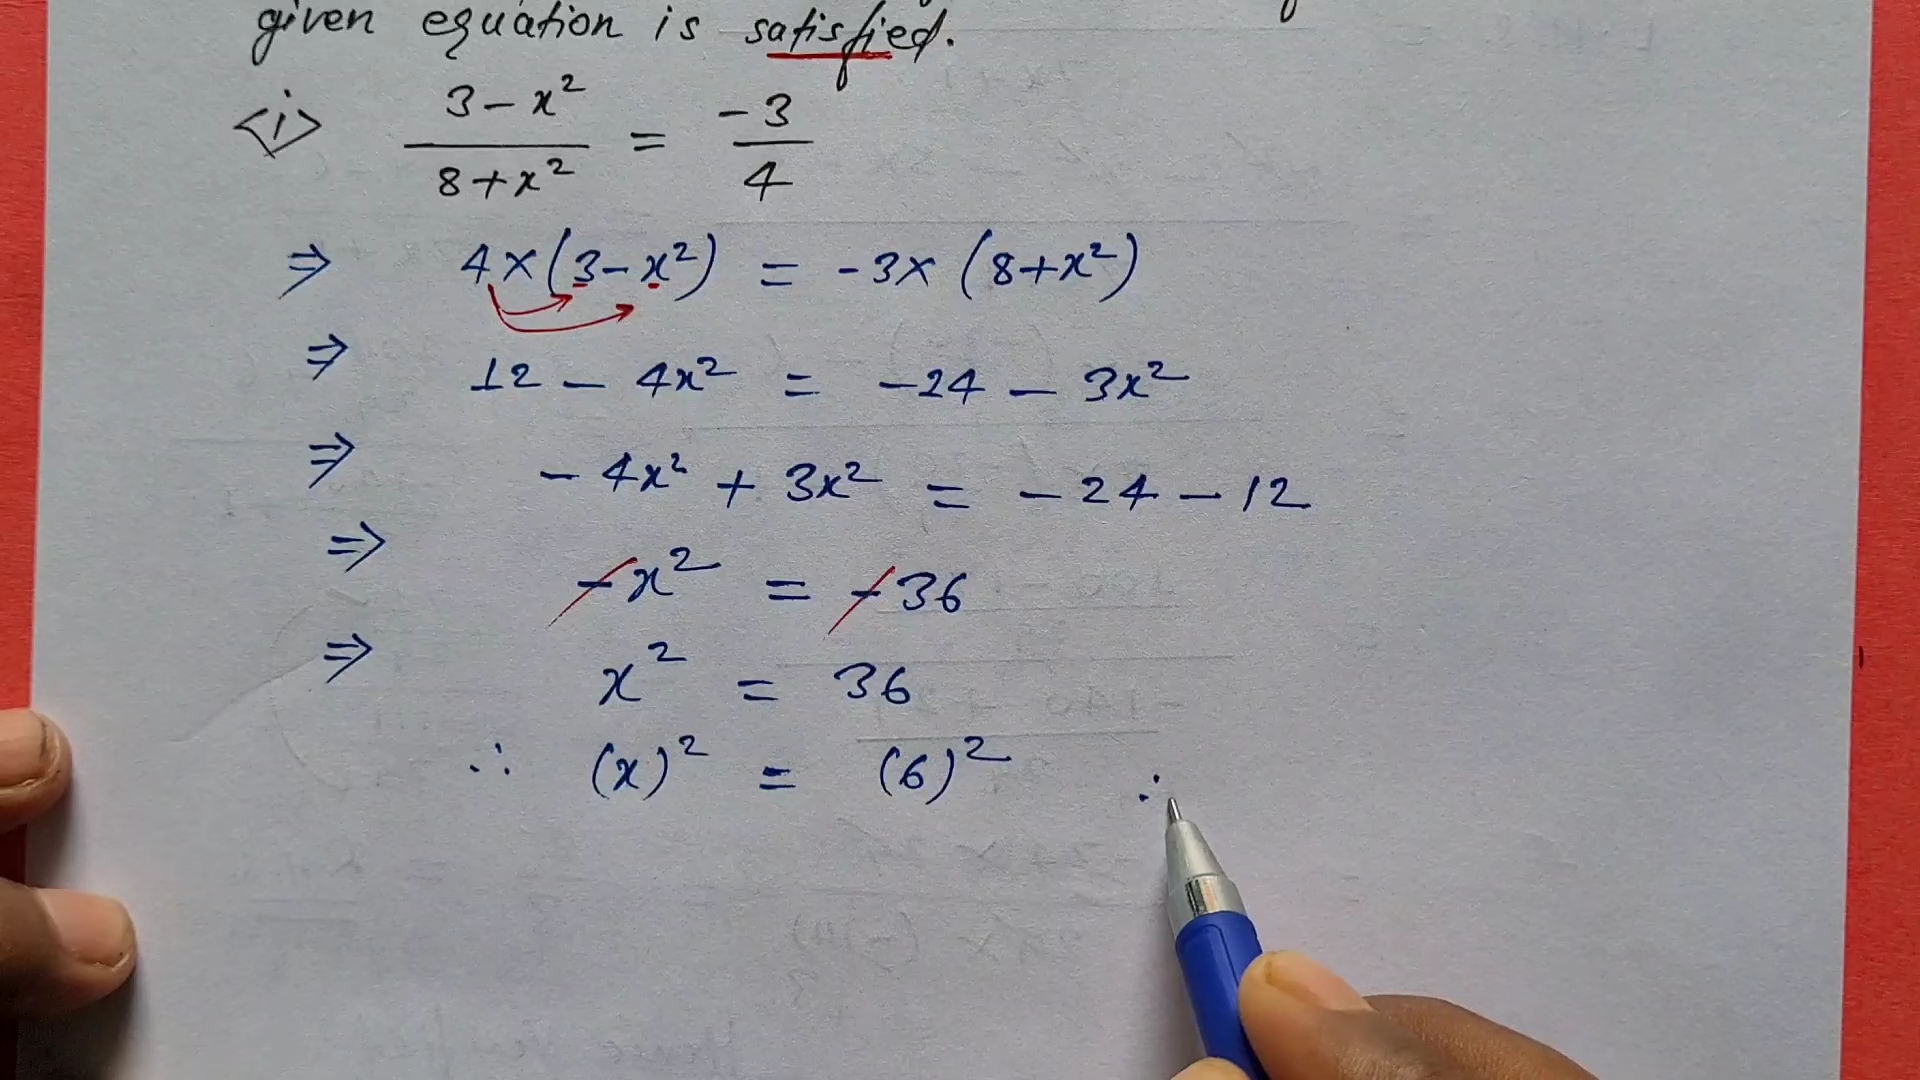 given equation is satisfied.
<i> (3 - x²)/(8 + x²) = -3/4
⇒ 4 × (3 - x²) = -3 × (8 + x²)
⇒ 12 - 4x² = -24 - 3x²
⇒ - 4x² + 3x² = - 24 - 12
⇒ -x² = -36
⇒ x² = 36
∴ (x)² = (6)² ∴